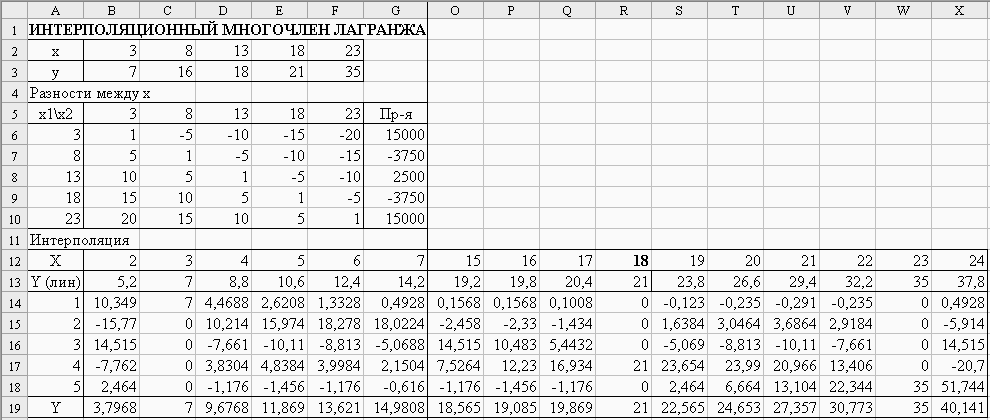 A B C D E F G O P Q R S T U V W X
1 ИНТЕРПОЛЯЦИОННЫЙ МНОГОЧЛЕН ЛАГРАНЖА
2 x 3 8 13 18 23
3 y 7 16 18 21 35
4 Разности между x
5 x1\x2 3 8 13 18 23 Пр-я
6 3 1 -5 -10 -15 -20 15000
7 8 5 1 -5 -10 -15 -3750
8 13 10 5 1 -5 -10 2500
9 18 15 10 5 1 -5 -3750
10 23 20 15 10 5 1 15000
11 Интерполяция
12 X 2 3 4 5 6 7 15 16 17 18 19 20 21 22 23 24
13 Y (лин) 5,2 7 8,8 10,6 12,4 14,2 19,2 19,8 20,4 21 23,8 26,6 29,4 32,2 35 37,8
14 1 10,349 7 4,4688 2,6208 1,3328 0,4928 0,1568 0,1568 0,1008 0 -0,123 -0,235 -0,291 -0,235 0 0,4928
15 2 -15,77 0 10,214 15,974 18,278 18,0224 -2,458 -2,33 -1,434 0 1,6384 3,0464 3,6864 2,9184 0 -5,914
16 3 14,515 0 -7,661 -10,11 -8,813 -5,0688 14,515 10,483 5,4432 0 -5,069 -8,813 -10,11 -7,661 0 14,515
17 4 -7,762 0 3,8304 4,8384 3,9984 2,1504 7,5264 12,23 16,934 21 23,654 23,99 20,966 13,406 0 -20,7
18 5 2,464 0 -1,176 -1,456 -1,176 -0,616 -1,176 -1,456 -1,176 0 2,464 6,664 13,104 22,344 35 51,744
19 Y 3,7968 7 9,6768 11,869 13,621 14,9808 18,565 19,085 19,869 21 22,565 24,653 27,357 30,773 35 40,141